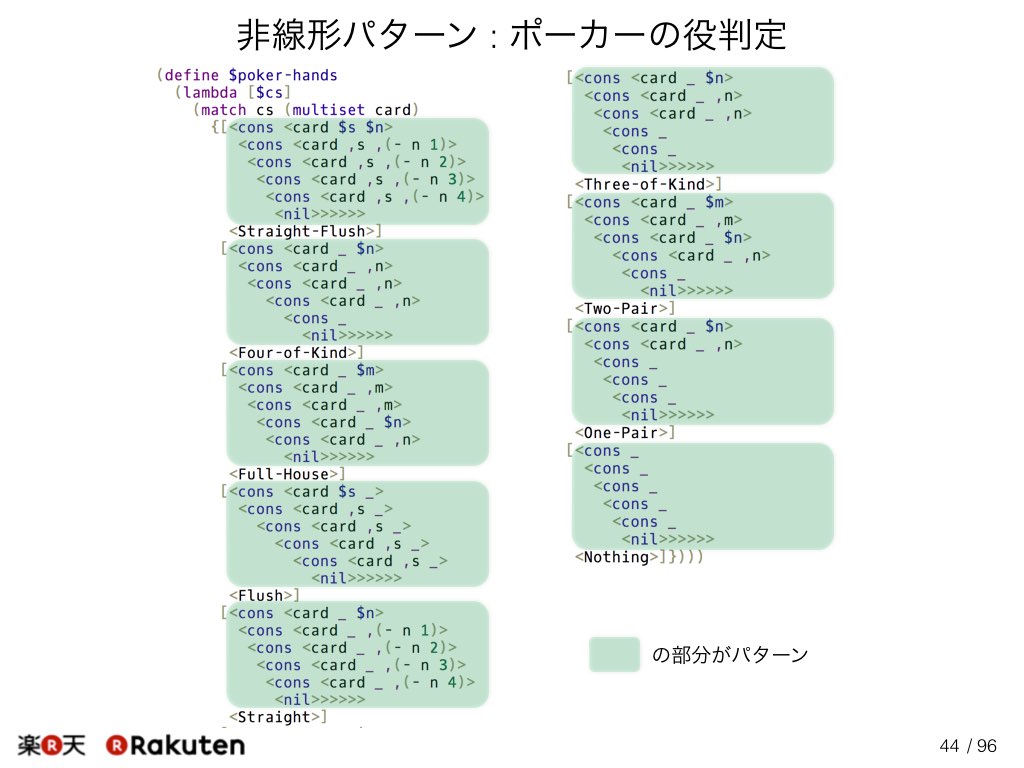 非線形パターン : ポーカーの役判定
(define $poker-hands
  (lambda [$cs]
    (match cs (multiset card)
      {[<cons <card $s $n>
         <cons <card ,s ,(- n 1)>
          <cons <card ,s ,(- n 2)>
           <cons <card ,s ,(- n 3)>
            <cons <card ,s ,(- n 4)>
             <nil>>>>>>
        <Straight-Flush>]
       [<cons <card _ $n>
         <cons <card _ ,n>
          <cons <card _ ,n>
            <cons <card _ ,n>
              <cons _
                <nil>>>>>>
        <Four-of-Kind>]
       [<cons <card _ $m>
         <cons <card _ ,m>
          <cons <card _ ,m>
           <cons <card _ $n>
            <cons <card _ ,n>
              <nil>>>>>>
        <Full-House>]
       [<cons <card $s _>
         <cons <card ,s _>
           <cons <card ,s _>
             <cons <card ,s _>
               <cons <card ,s _>
                 <nil>>>>>>
        <Flush>]
       [<cons <card _ $n>
         <cons <card _ ,(- n 1)>
          <cons <card _ ,(- n 2)>
           <cons <card _ ,(- n 3)>
            <cons <card _ ,(- n 4)>
             <nil>>>>>>
        <Straight>]
[<cons <card _ $n>
  <cons <card _ ,n>
   <cons <card _ ,n>
    <cons _
     <cons _
      <nil>>>>>>
 <Three-of-Kind>]
[<cons <card _ $m>
  <cons <card _ ,m>
   <cons <card _ $n>
     <cons <card _ ,n>
      <cons _
        <nil>>>>>>
 <Two-Pair>]
[<cons <card _ $n>
  <cons <card _ ,n>
   <cons _
    <cons _
     <cons _
      <nil>>>>>>
 <One-Pair>]
[<cons _
  <cons _
   <cons _
    <cons _
     <cons _
      <nil>>>>>>
 <Nothing>]})))
の部分がパターン
楽R天 R Rakuten
44 / 96